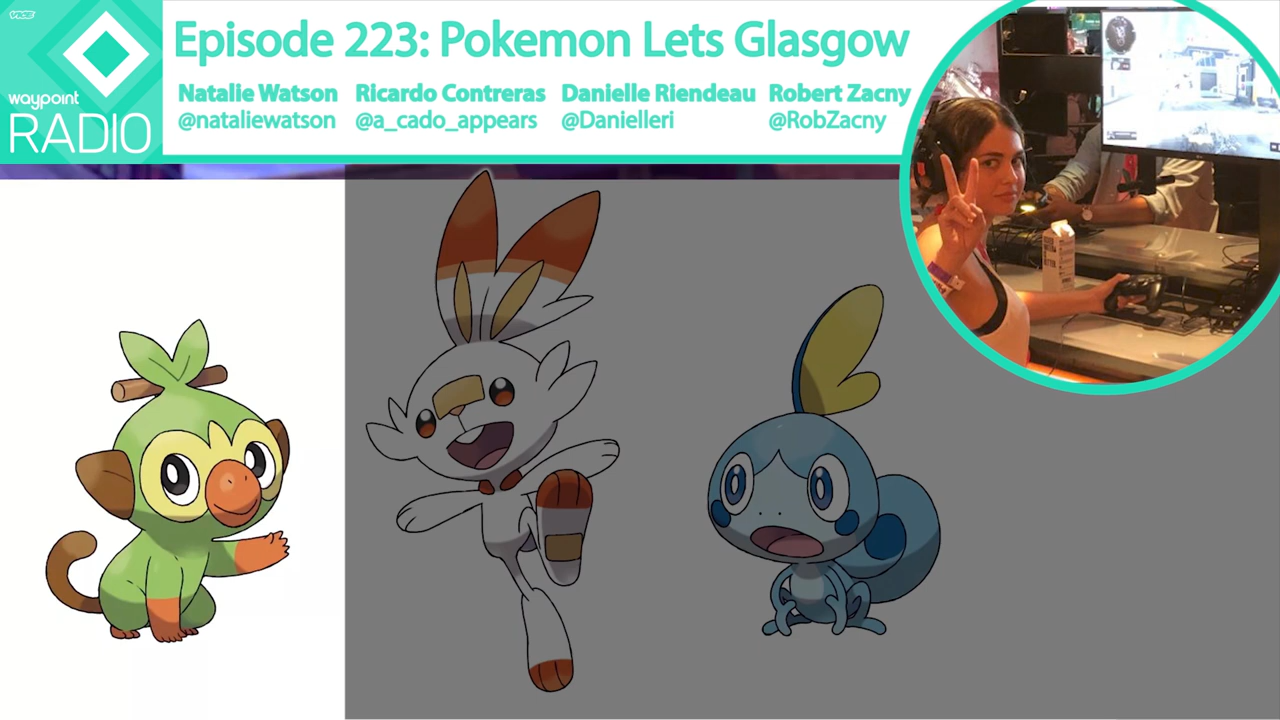 VICE
waypoint
RADIO
Episode 223: Pokemon Lets Glasgow
Natalie Watson Ricardo Contreras Danielle Riendeau Robert Zacny
@nataliewatson @a_cado_appears @Danielleri @RobZacny